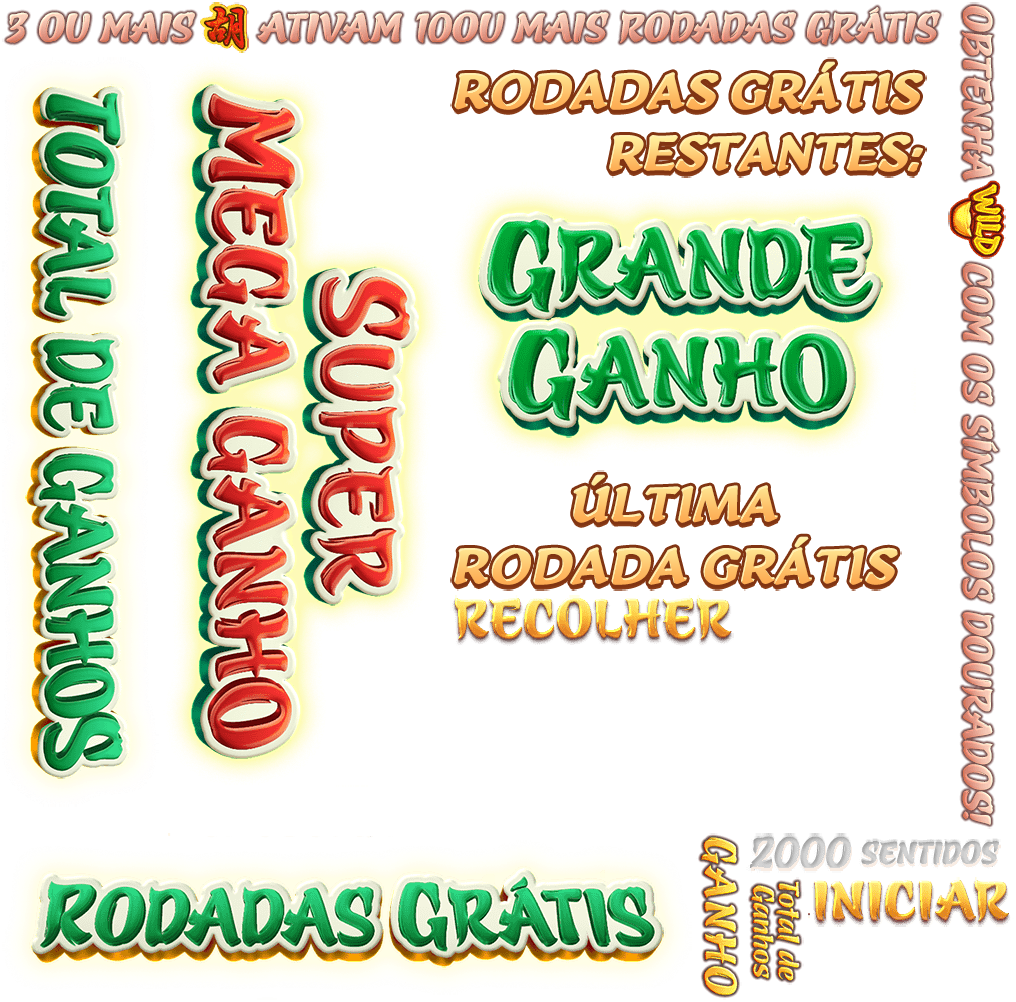 3 OU MAIS 胡 ATIVAM 10OU MAIS RODADAS GRÁTIS
OBTENHA WILD COM OS SÍMBOLOS DOURADOS!
RODADAS GRÁTIS
RESTANTES:
TOTAL DE GANHOS
MEGA GANHO
SUPER
GRANDE
GANHO
ÚLTIMA
RODADA GRÁTIS
RECOLHER
RODADAS GRÁTIS
GANHO
2000 SENTIDOS
Total de
Ganhos
INICIAR